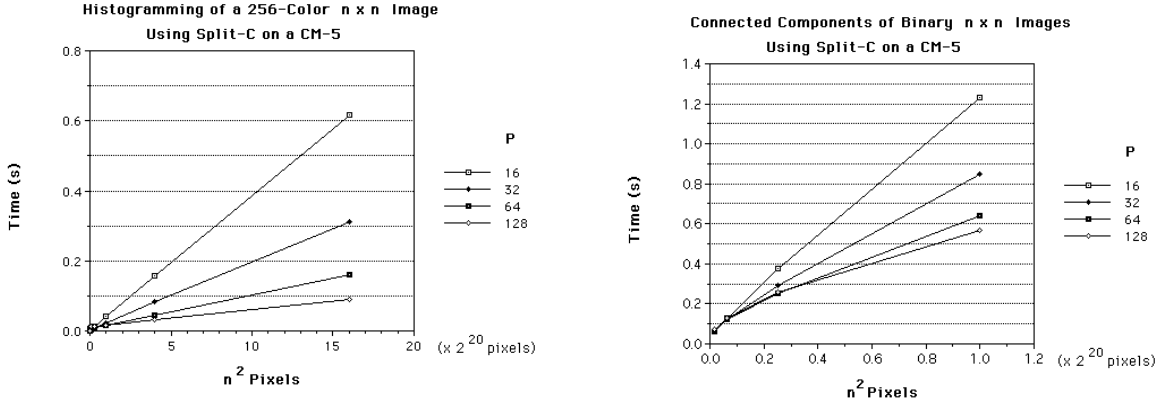 Histogramming of a 256-Color n x n Image
Using Split-C on a CM-5
0.8
0.6
0.4
0.2
0.0
Time (s)
0
5
10
15
20
(x 2^20 pixels)
n^2 Pixels
P
16
32
64
128
Connected Components of Binary n x n Images
Using Split-C on a CM-5
1.4
1.2
1.0
0.8
0.6
0.4
0.2
0.0
Time (s)
0.0
0.2
0.4
0.6
0.8
1.0
1.2
(x 2^20 pixels)
n^2 Pixels
P
16
32
64
128